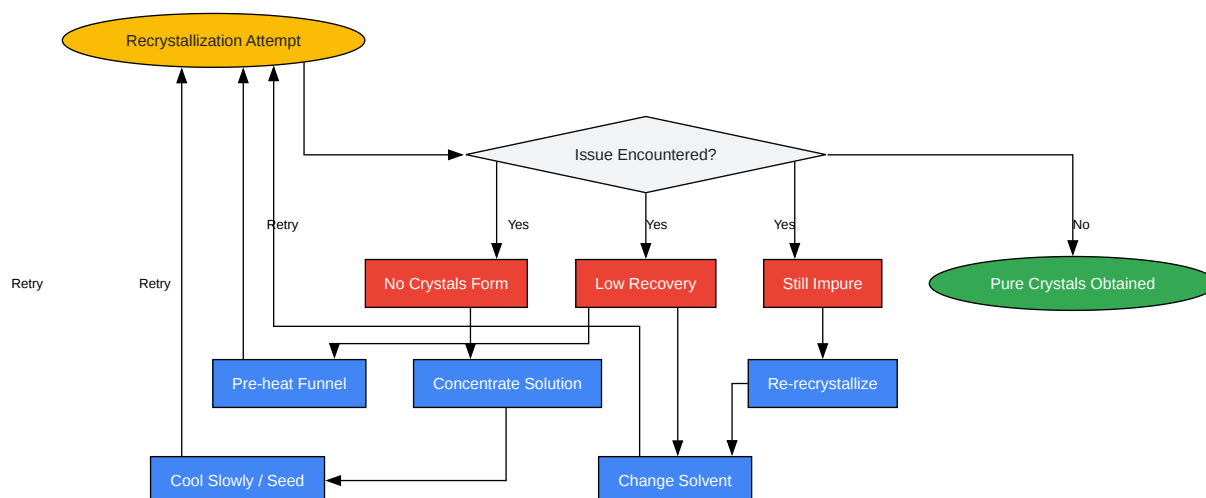 Recrystallization Attempt
Issue Encountered?
Retry
Yes
Yes
Yes
No
Retry
Retry
No Crystals Form
Low Recovery
Still Impure
Pure Crystals Obtained
Pre-heat Funnel
Concentrate Solution
Re-recrystallize
Cool Slowly / Seed
Change Solvent